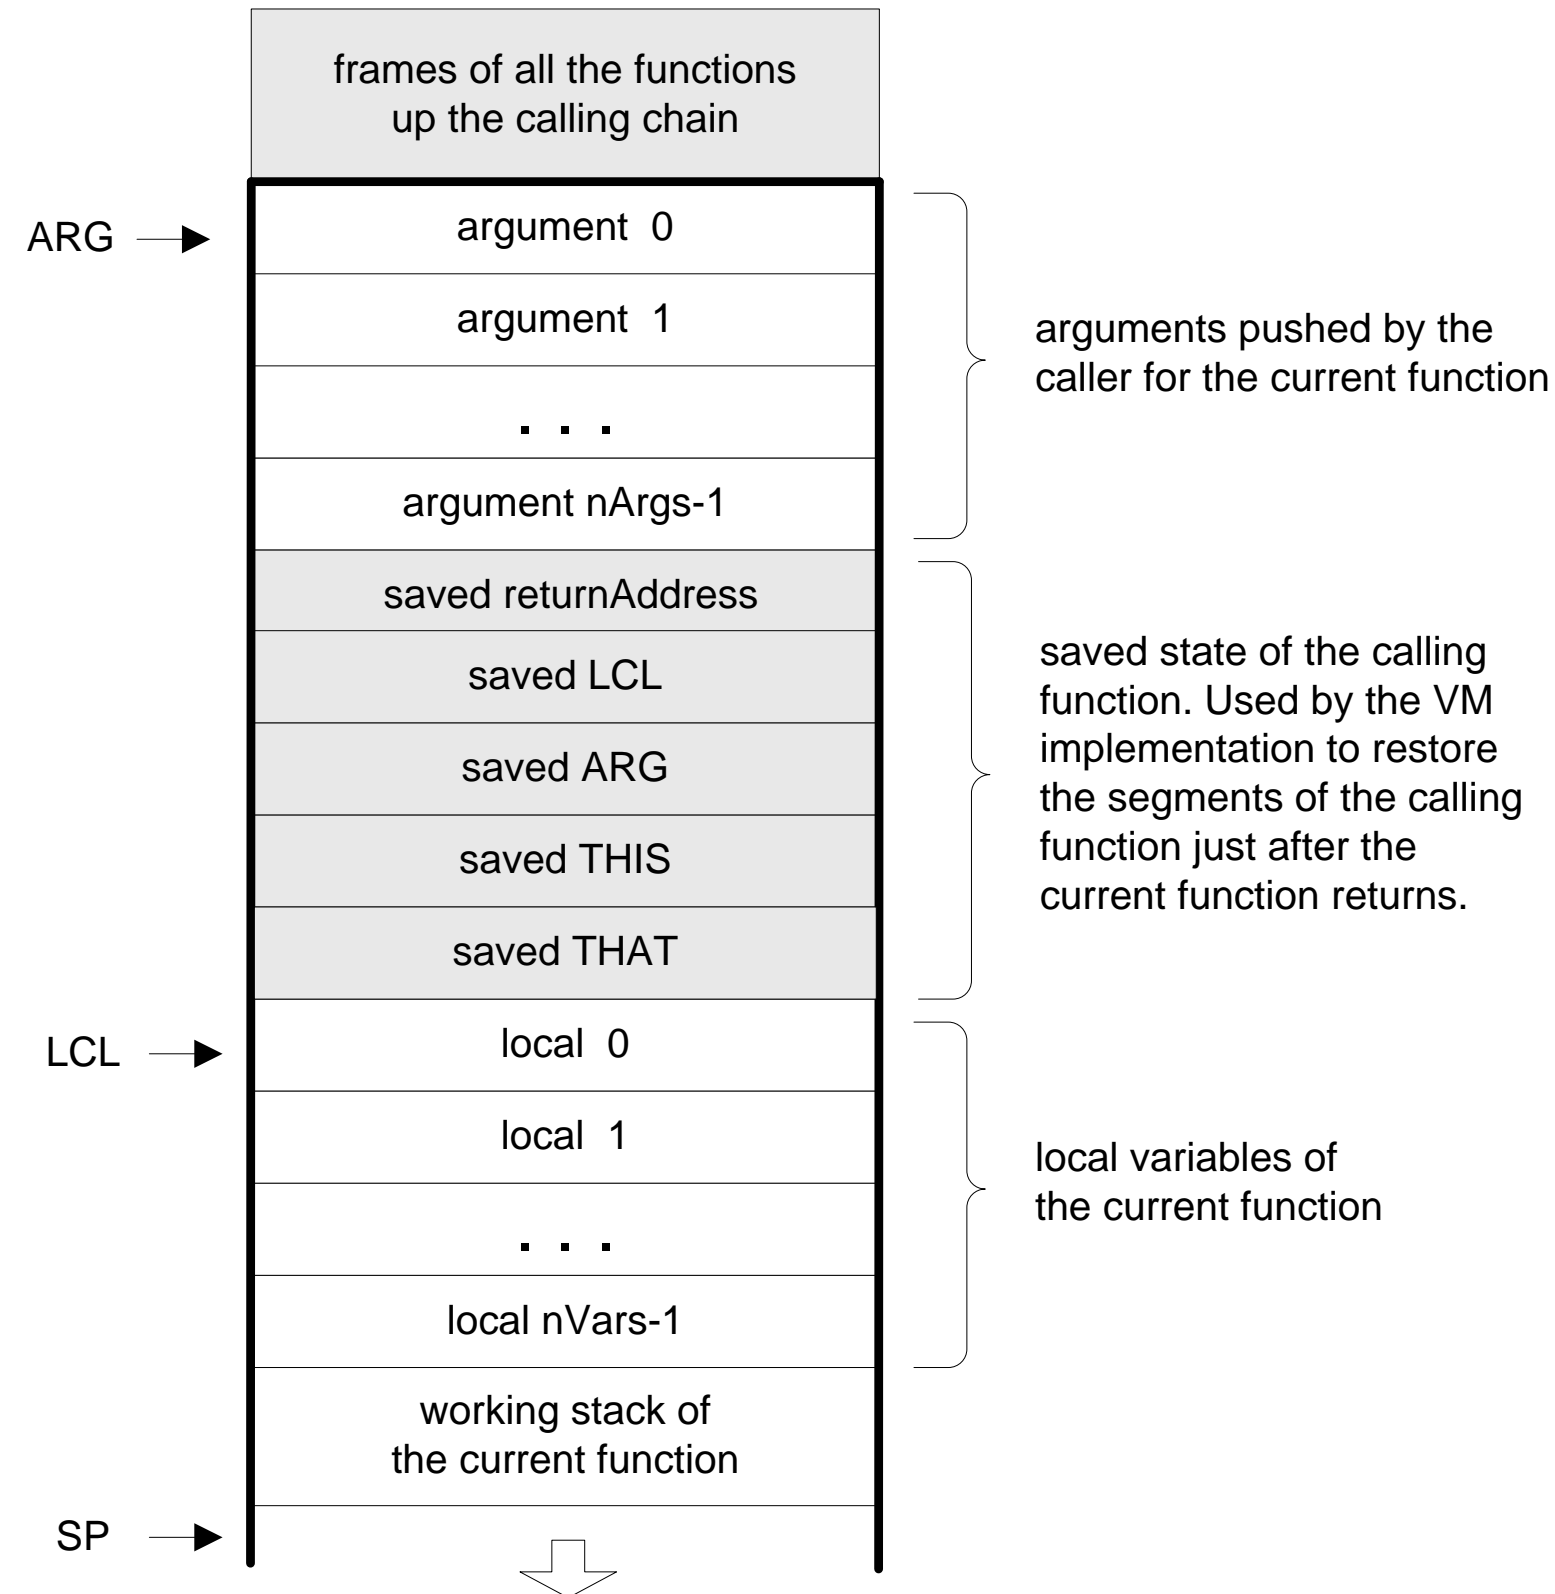 frames of all the functions
up the calling chain
ARG
argument 0
argument 1
. . .
argument nArgs-1
arguments pushed by the
caller for the current function
saved returnAddress
saved LCL
saved ARG
saved THIS
saved THAT
saved state of the calling
function. Used by the VM
implementation to restore
the segments of the calling
function just after the
current function returns.
LCL
local 0
local 1
. . .
local nVars-1
local variables of
the current function
working stack of
the current function
SP